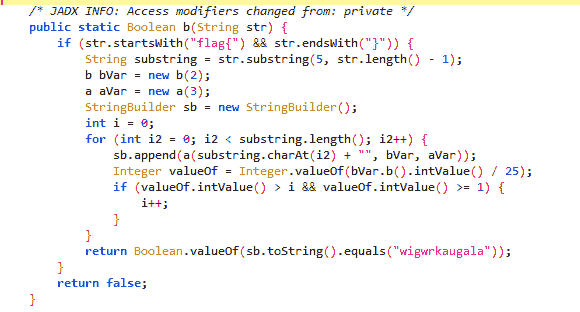 /* JADX INFO: Access modifiers changed from: private */
public static Boolean b(String str) {
    if (str.startsWith("flag{") && str.endsWith("}")) {
        String substring = str.substring(5, str.length() - 1);
        b bVar = new b(2);
        a aVar = new a(3);
        StringBuilder sb = new StringBuilder();
        int i = 0;
        for (int i2 = 0; i2 < substring.length(); i2++) {
            sb.append(a(substring.charAt(i2) + "", bVar, aVar));
            Integer valueOf = Integer.valueOf(bVar.b().intValue() / 25);
            if (valueOf.intValue() > i && valueOf.intValue() >= 1) {
                i++;
            }
        }
        return Boolean.valueOf(sb.toString().equals("wigwrkaugala"));
    }
    return false;
}